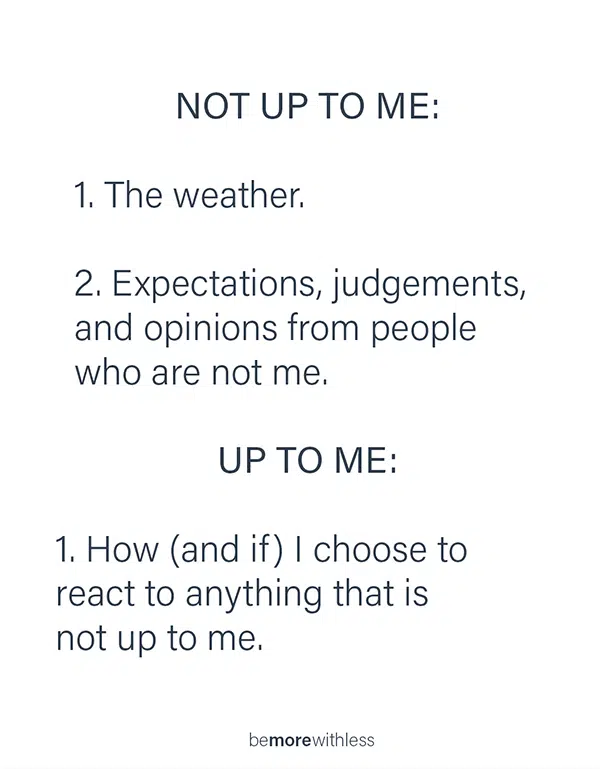 NOT UP TO ME:
1. The weather.
2. Expectations, judgements,
and opinions from people
who are not me.
UP TO ME:
1. How (and if) I choose to
react to anything that is
not up to me.
bemorewithless